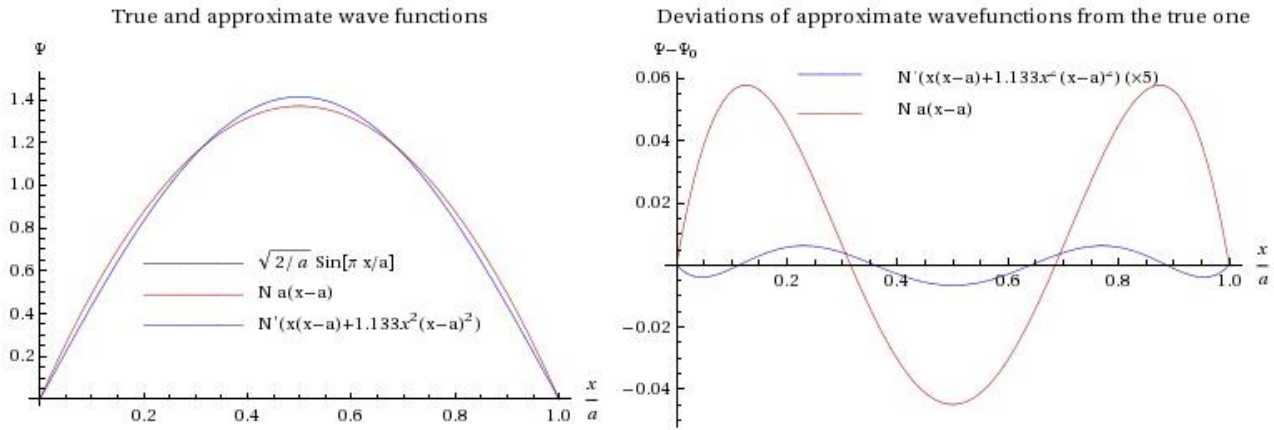 True and approximate wave functions
Ψ
1.4
1.2
1.0
0.8
0.6
0.4
0.2
√2/a Sin[π x/a]
N a(x−a)
N'(x(x−a)+1.133x²(x−a)²)
0.2 0.4 0.6 0.8 1.0
x/a
Deviations of approximate wavefunctions from the true one
Ψ−Ψ₀
0.06
0.04
0.02
−0.02
−0.04
N'(x(x−a)+1.133x²(x−a)²)(×5)
N a(x−a)
0.2 0.4 0.6 0.8 1.0
x/a